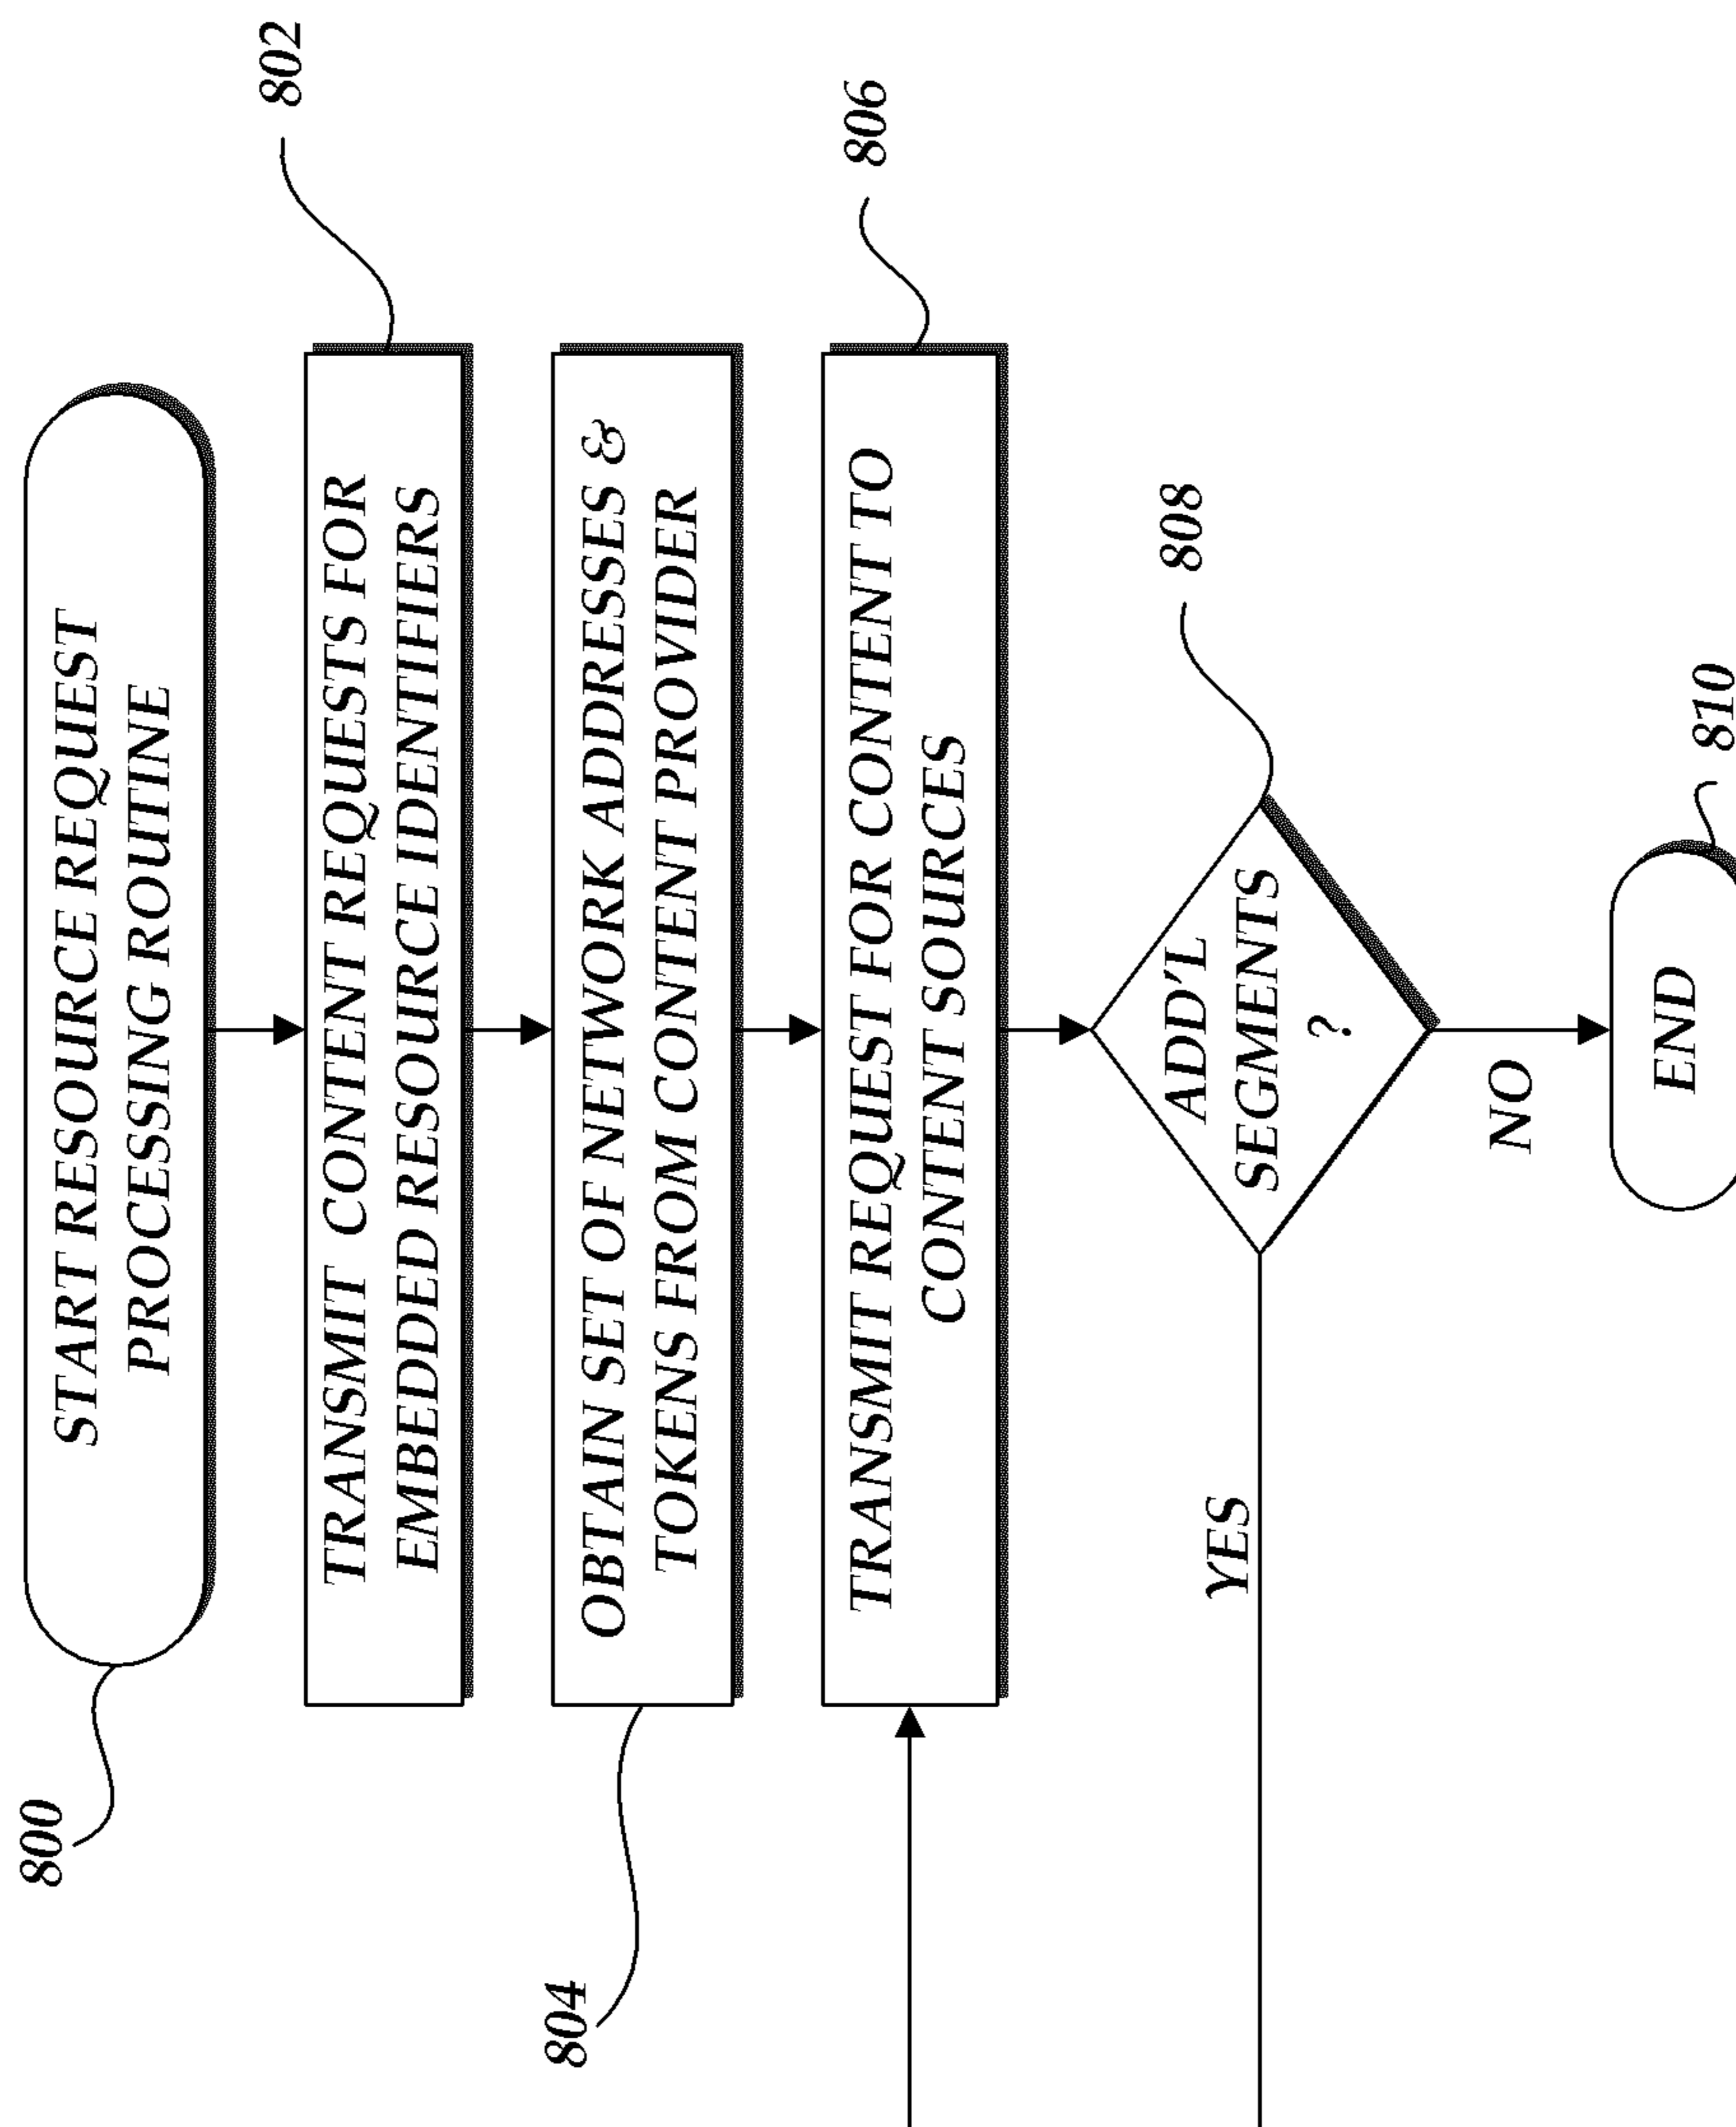 800
START RESOURCE REQUEST
PROCESSING ROUTINE
802
TRANSMIT CONTENT REQUESTS FOR
EMBEDDED RESOURCE IDENTIFIERS
804
OBTAIN SET OF NETWORK ADDRESSES &
TOKENS FROM CONTENT PROVIDER
806
TRANSMIT REQUEST FOR CONTENT TO
CONTENT SOURCES
808
ADD'L
SEGMENTS
?
YES
NO
810
END